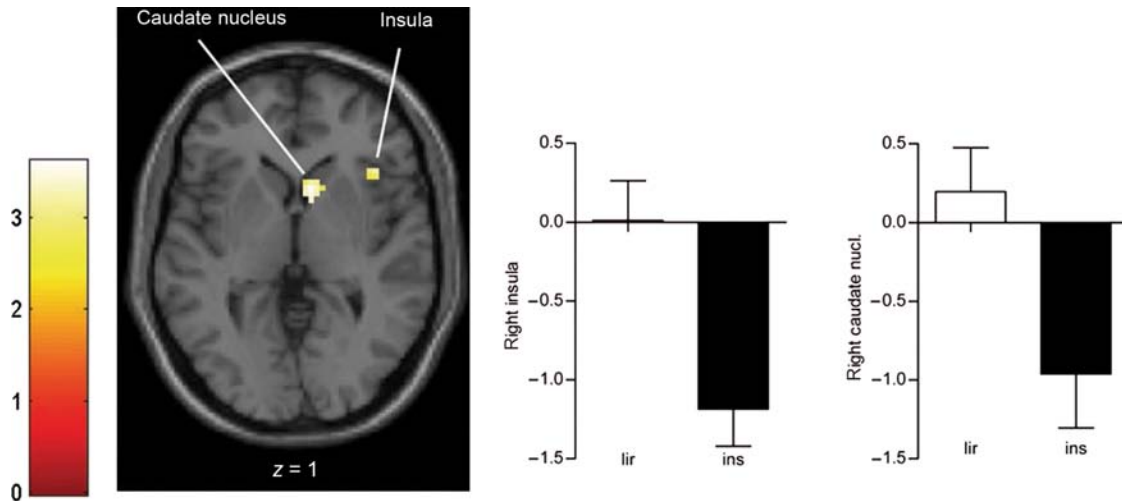 Caudate nucleus
Insula
3
2
1
0
z = 1
Right insula
0.5
0.0
−0.5
−1.0
−1.5
lir
ins
Right caudate nucl.
0.5
0.0
−0.5
−1.0
−1.5
lir
ins